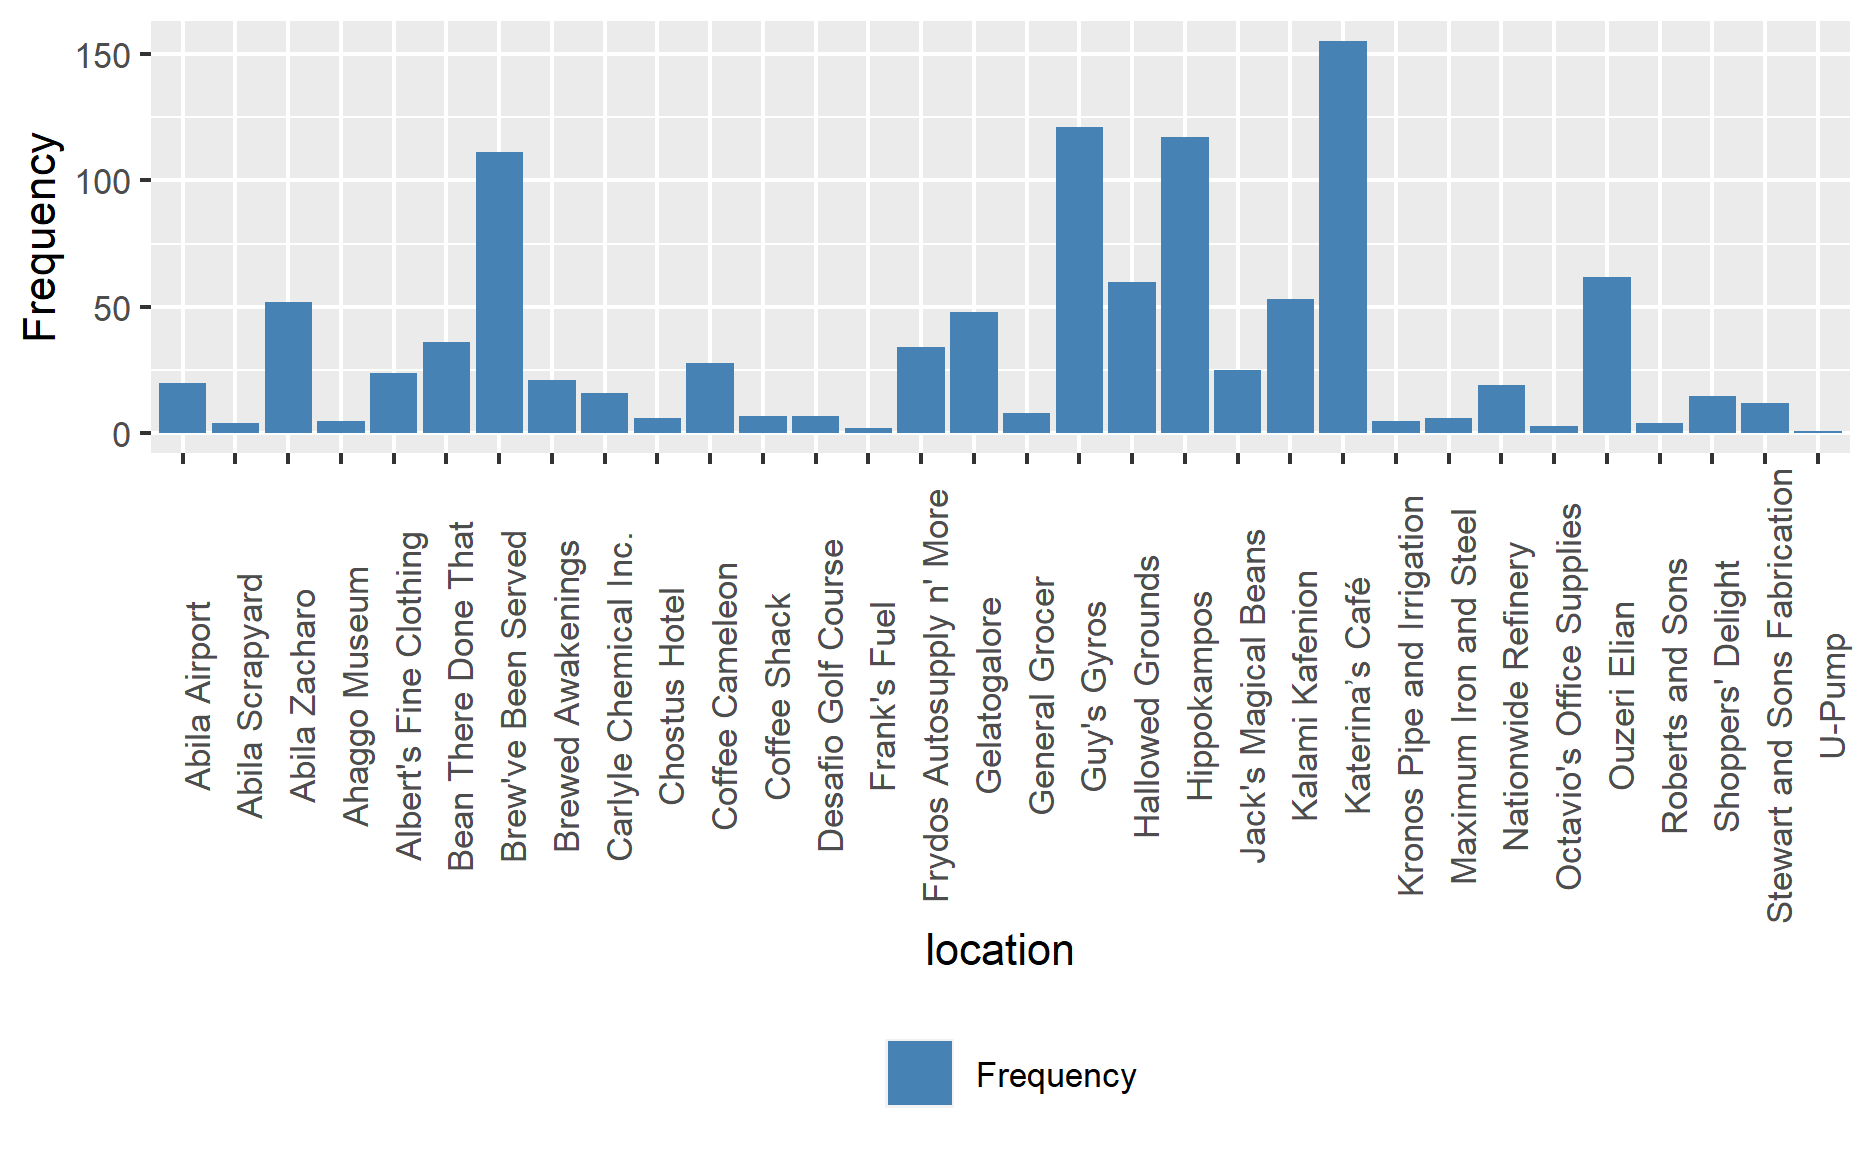 Frequency
150
100
50
0
Abila Airport
Abila Scrapyard
Abila Zacharo
Ahaggo Museum
Albert's Fine Clothing
Bean There Done That
Brew've Been Served
Brewed Awakenings
Carlyle Chemical Inc.
Chostus Hotel
Coffee Cameleon
Coffee Shack
Desafio Golf Course
Frank's Fuel
Frydos Autosupply n' More
Gelatogalore
General Grocer
Guy's Gyros
Hallowed Grounds
Hippokampos
Jack's Magical Beans
Kalami Kafenion
Katerina’s Café
Kronos Pipe and Irrigation
Maximum Iron and Steel
Nationwide Refinery
Octavio's Office Supplies
Ouzeri Elian
Roberts and Sons
Shoppers' Delight
Stewart and Sons Fabrication
U-Pump
location
Frequency